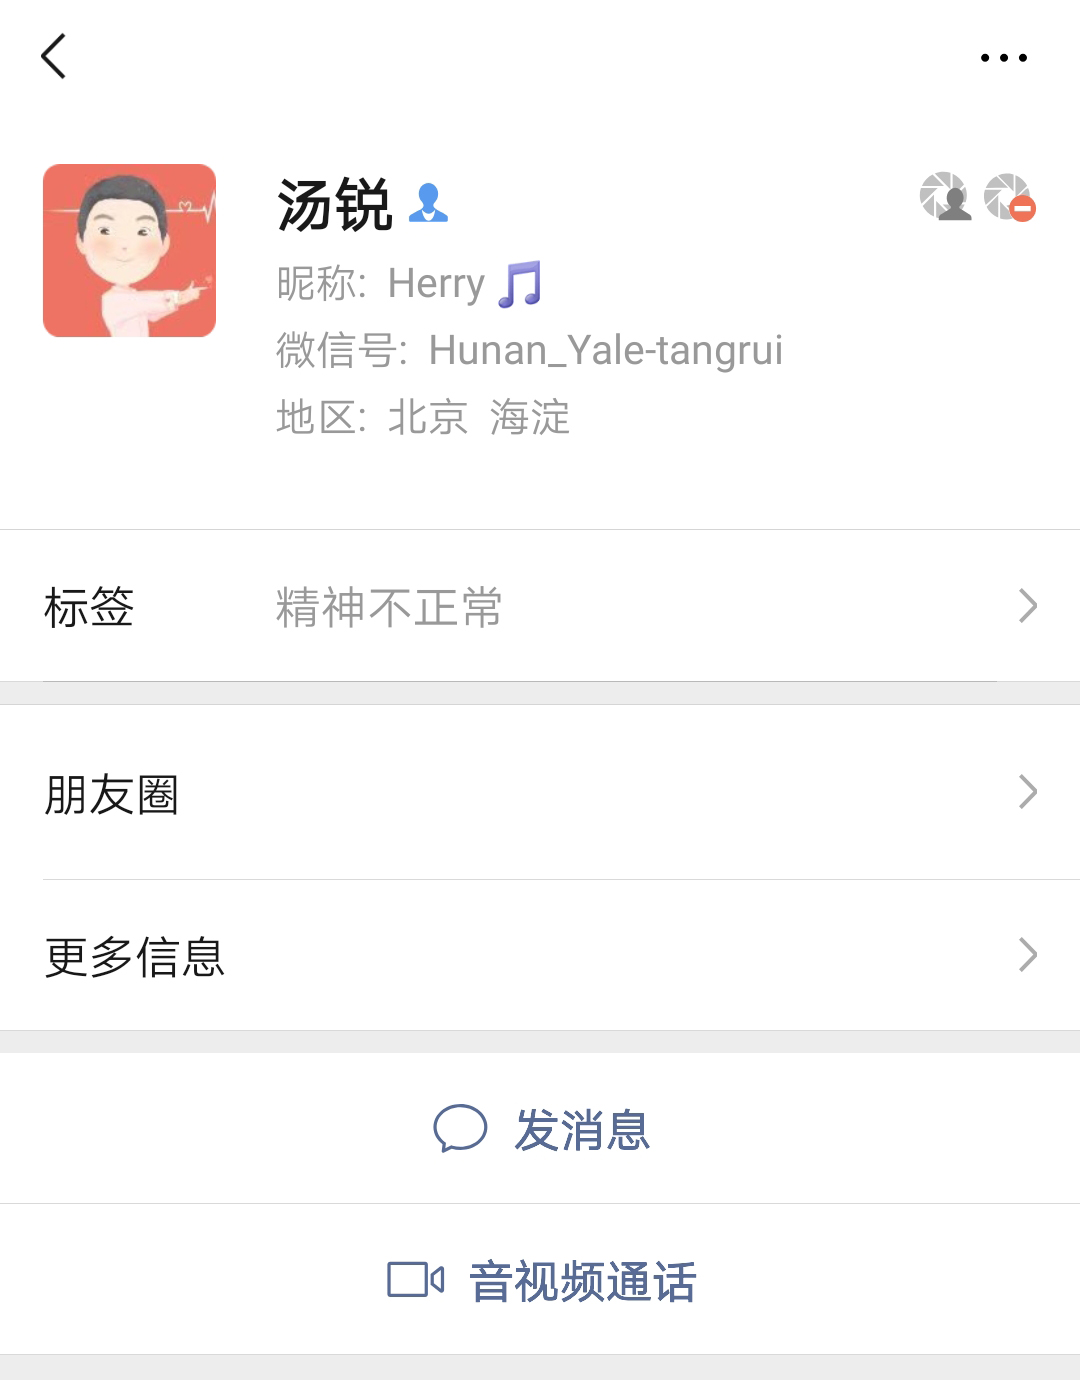 汤锐
昵称: Herry
微信号: Hunan_Yale-tangrui
地区: 北京 海淀
标签 精神不正常
朋友圈
更多信息
发消息
音视频通话